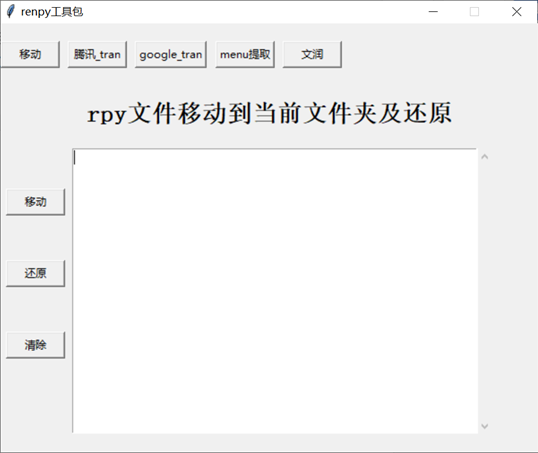 renpy工具包
移动 腾讯_tran google_tran menu提取 文润
rpy文件移动到当前文件夹及还原
移动
还原
清除